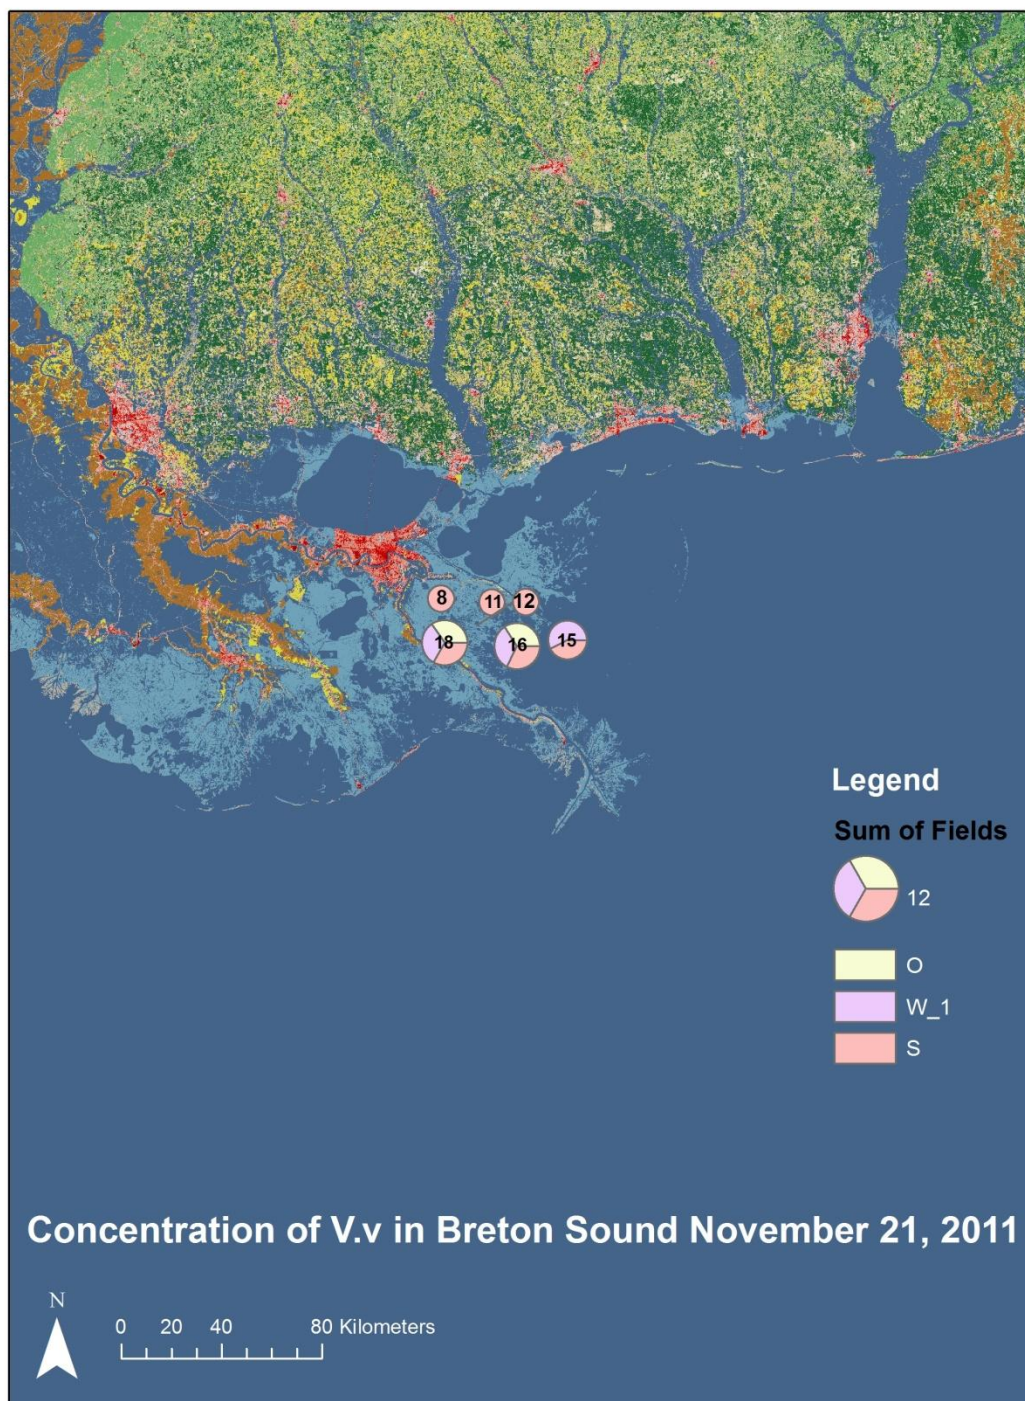 8
11
12
18
16
15
Legend
Sum of Fields
12
O
W_1
S
Concentration of V.v in Breton Sound November 21, 2011
N
0 20 40 80 Kilometers